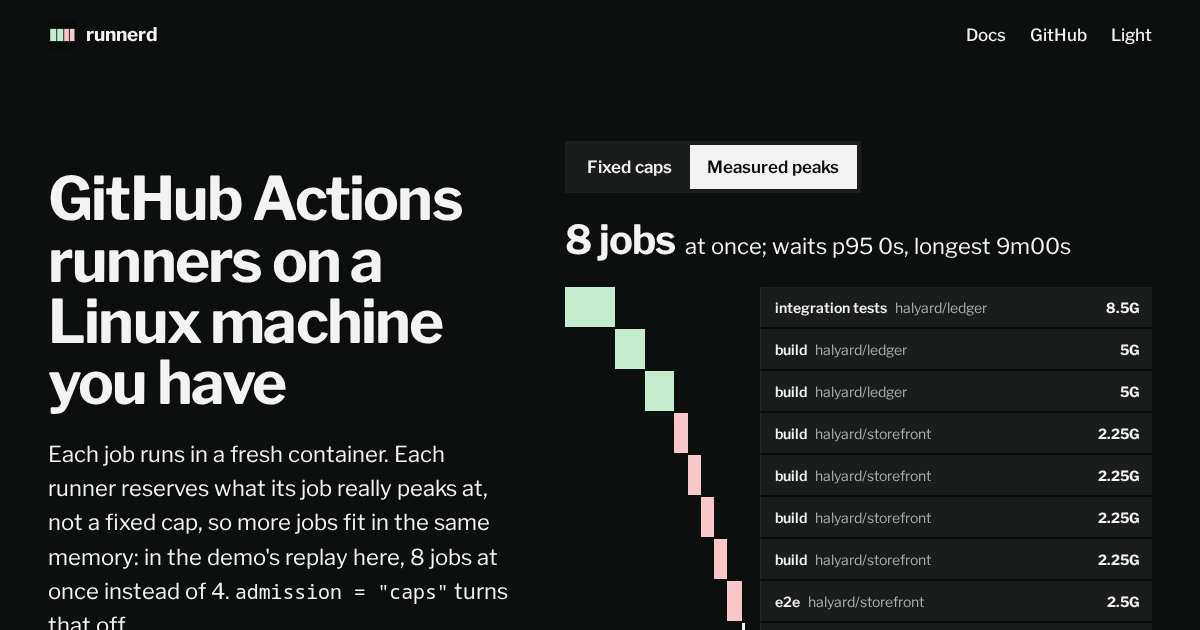 runnerd
Docs GitHub Light
GitHub Actions
runners on a
Linux machine
you have
Each job runs in a fresh container. Each
runner reserves what its job really peaks at,
not a fixed cap, so more jobs fit in the same
memory: in the demo's replay here, 8 jobs at
once instead of 4. admission = "caps" turns
that off.
Fixed caps Measured peaks
8 jobs at once; waits p95 0s, longest 9m00s
integration tests halyard/ledger 8.5G
build halyard/ledger 5G
build halyard/ledger 5G
build halyard/storefront 2.25G
build halyard/storefront 2.25G
build halyard/storefront 2.25G
build halyard/storefront 2.25G
e2e halyard/storefront 2.5G